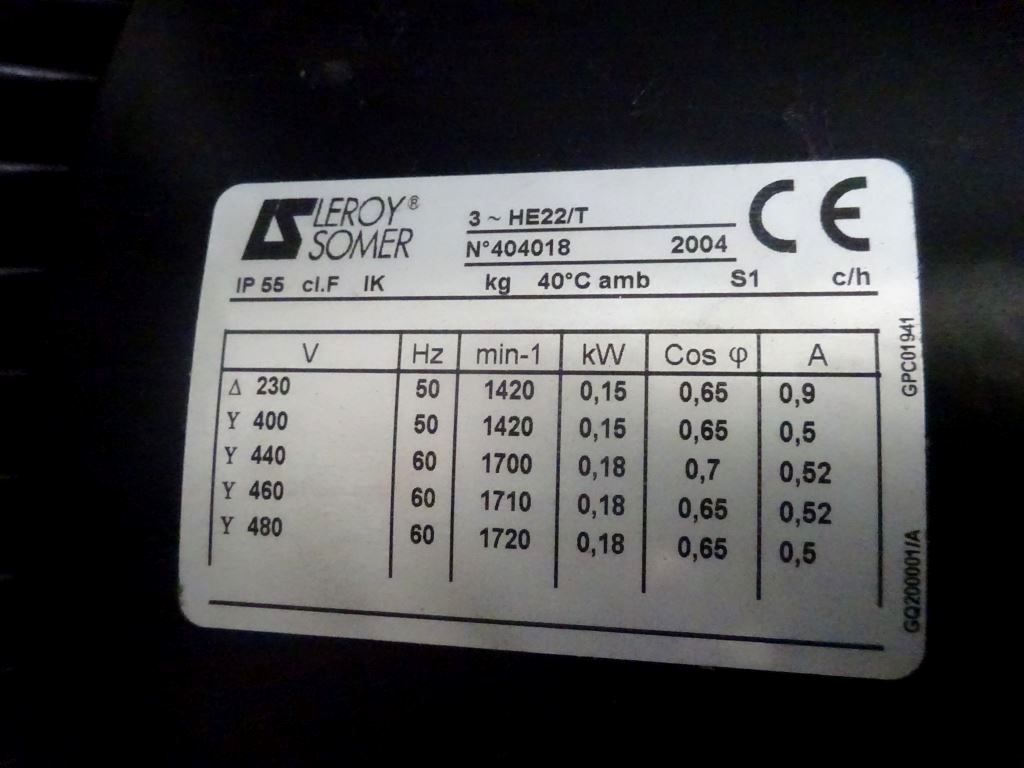 LS LEROY® SOMER
3 ~ HE22/T
N°404018 2004
CE
IP 55 cl.F IK kg 40°C amb S1 c/h
V Hz min-1 kW Cos φ A
Δ 230 50 1420 0,15 0,65 0,9
Y 400 50 1420 0,15 0,65 0,5
Y 440 60 1700 0,18 0,7 0,52
Y 460 60 1710 0,18 0,65 0,52
Y 480 60 1720 0,18 0,65 0,5
GPC01941
GQ200001/A